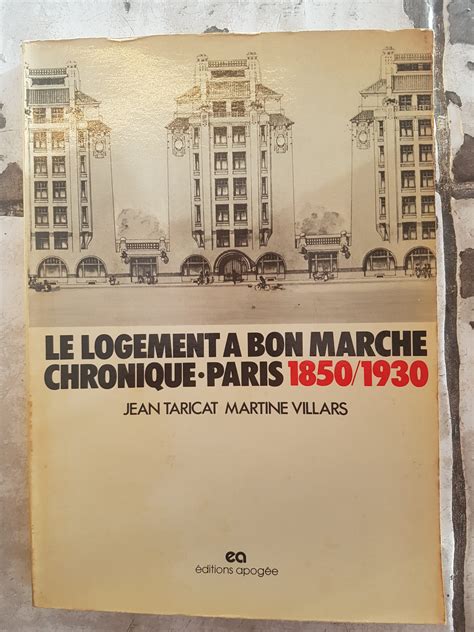 LE LOGEMENT A BON MARCHE
CHRONIQUE•PARIS 1850/1930
JEAN TARICAT MARTINE VILLARS
ea
éditions apogée